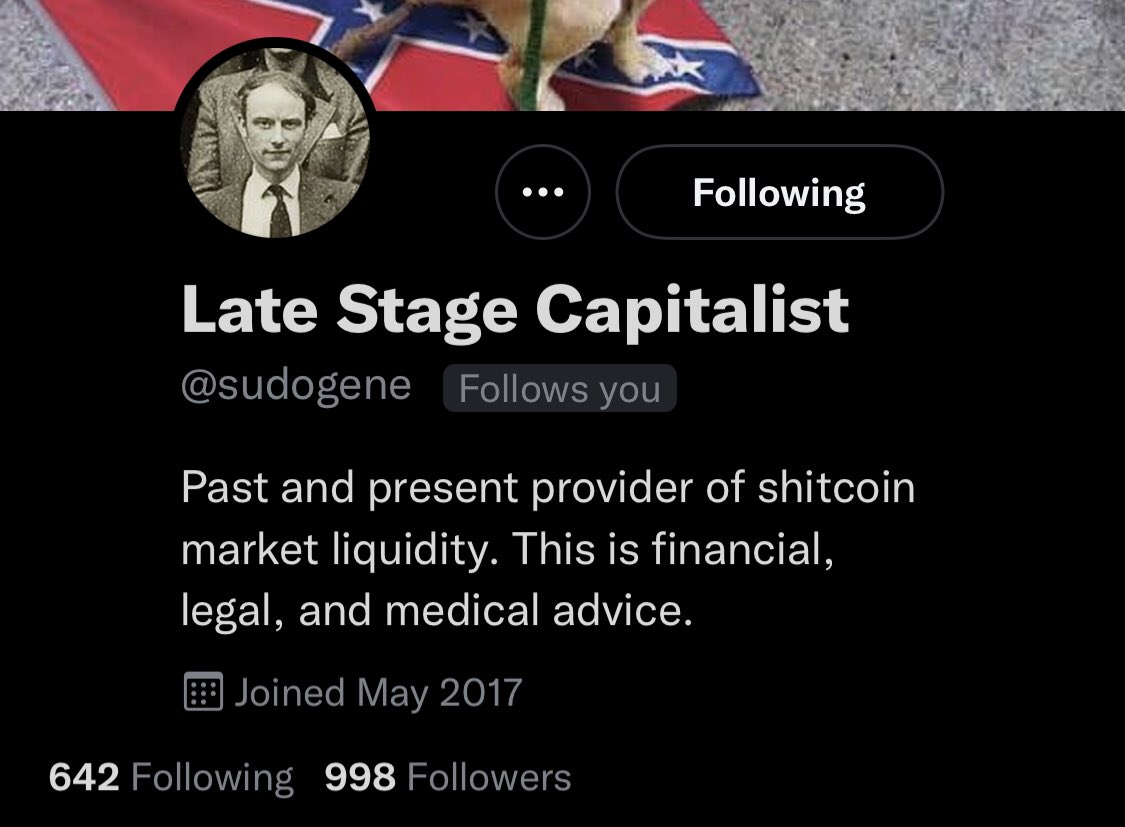 Following
Late Stage Capitalist
@sudogene Follows you
Past and present provider of shitcoin
market liquidity. This is financial,
legal, and medical advice.
Joined May 2017
642 Following 998 Followers